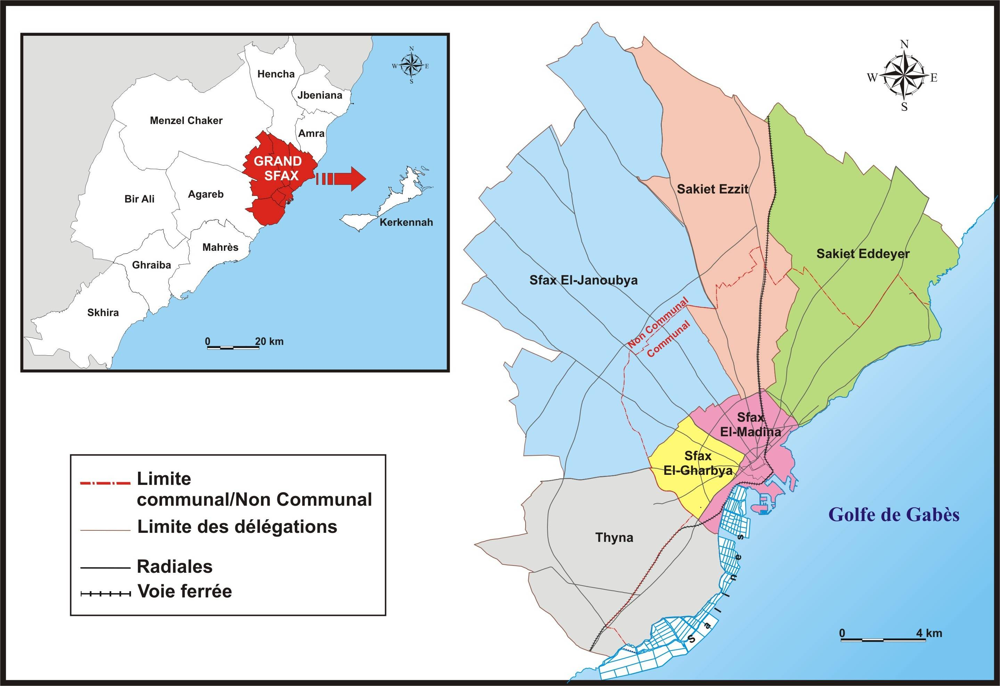 N
W E
S
Hencha
Jbeniana
Menzel Chaker
Amra
GRAND
SFAX
Agareb
Bir Ali
Kerkennah
Mahrès
Ghraiba
Skhira
0 20 km
N
W E
S
Sakiet Ezzit
Sakiet Eddeyer
Sfax El-Janoubya
Non Communal
Communal
Sfax
El-Madina
Sfax
El-Gharbya
Thyna
Golfe de Gabès
Salines
0 4 km
Limite
communal/Non Communal
Limite des délégations
Radiales
Voie ferrée